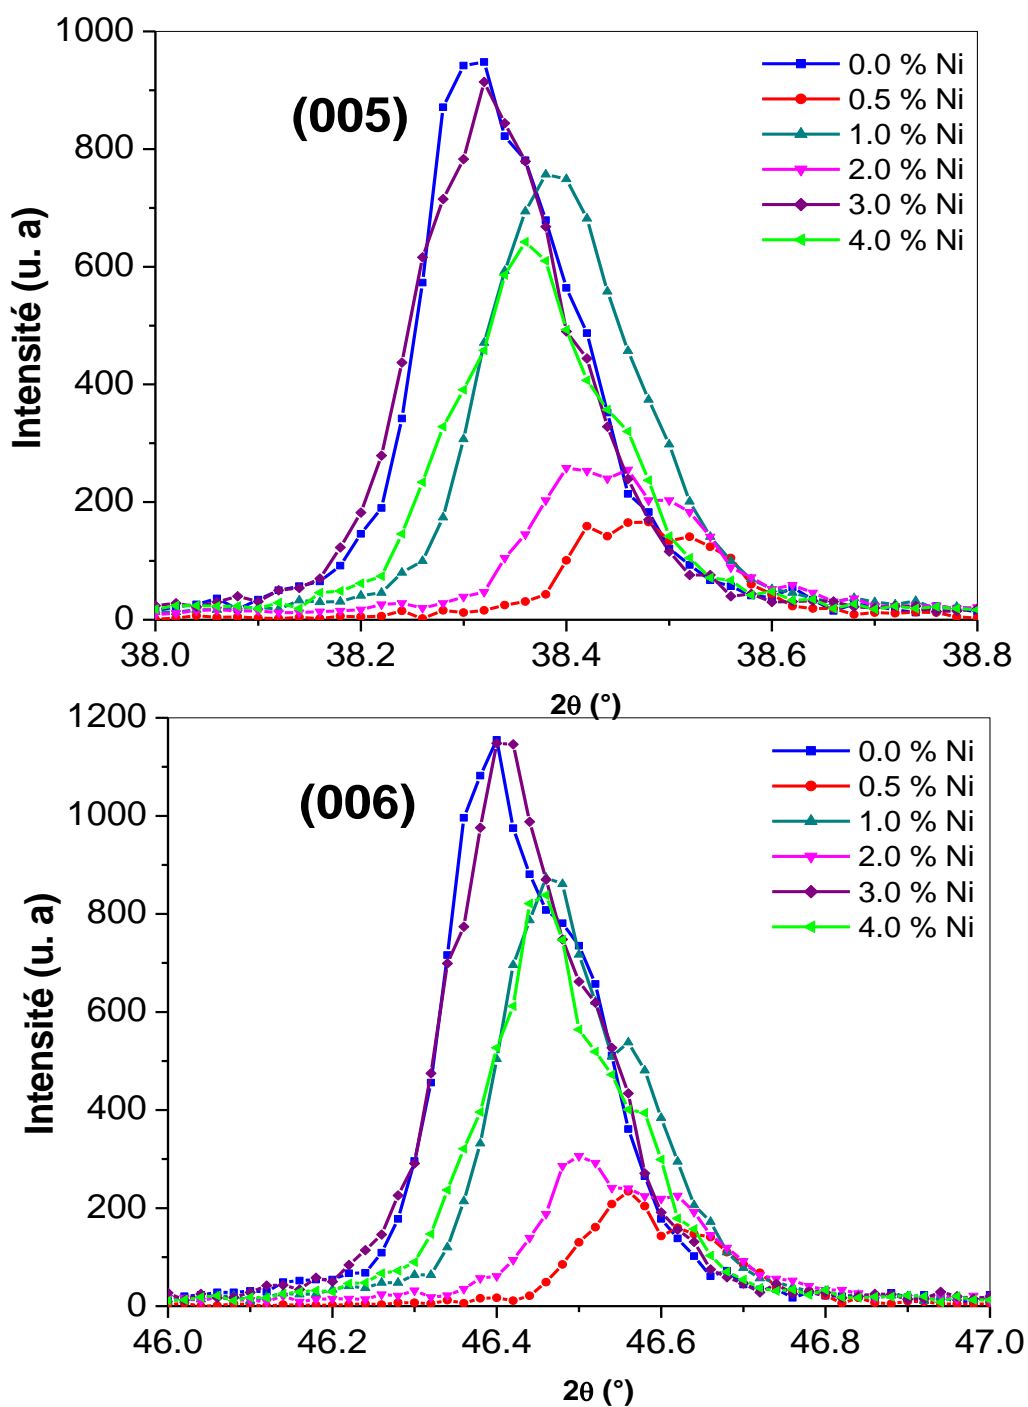 1000
800
600
400
200
0
Intensité (u. a)
(005)
0.0 % Ni
0.5 % Ni
1.0 % Ni
2.0 % Ni
3.0 % Ni
4.0 % Ni
38.0 38.2 38.4 38.6 38.8
2θ (°)
1200
1000
800
600
400
200
0
Intensité (u. a)
(006)
0.0 % Ni
0.5 % Ni
1.0 % Ni
2.0 % Ni
3.0 % Ni
4.0 % Ni
46.0 46.2 46.4 46.6 46.8 47.0
2θ (°)